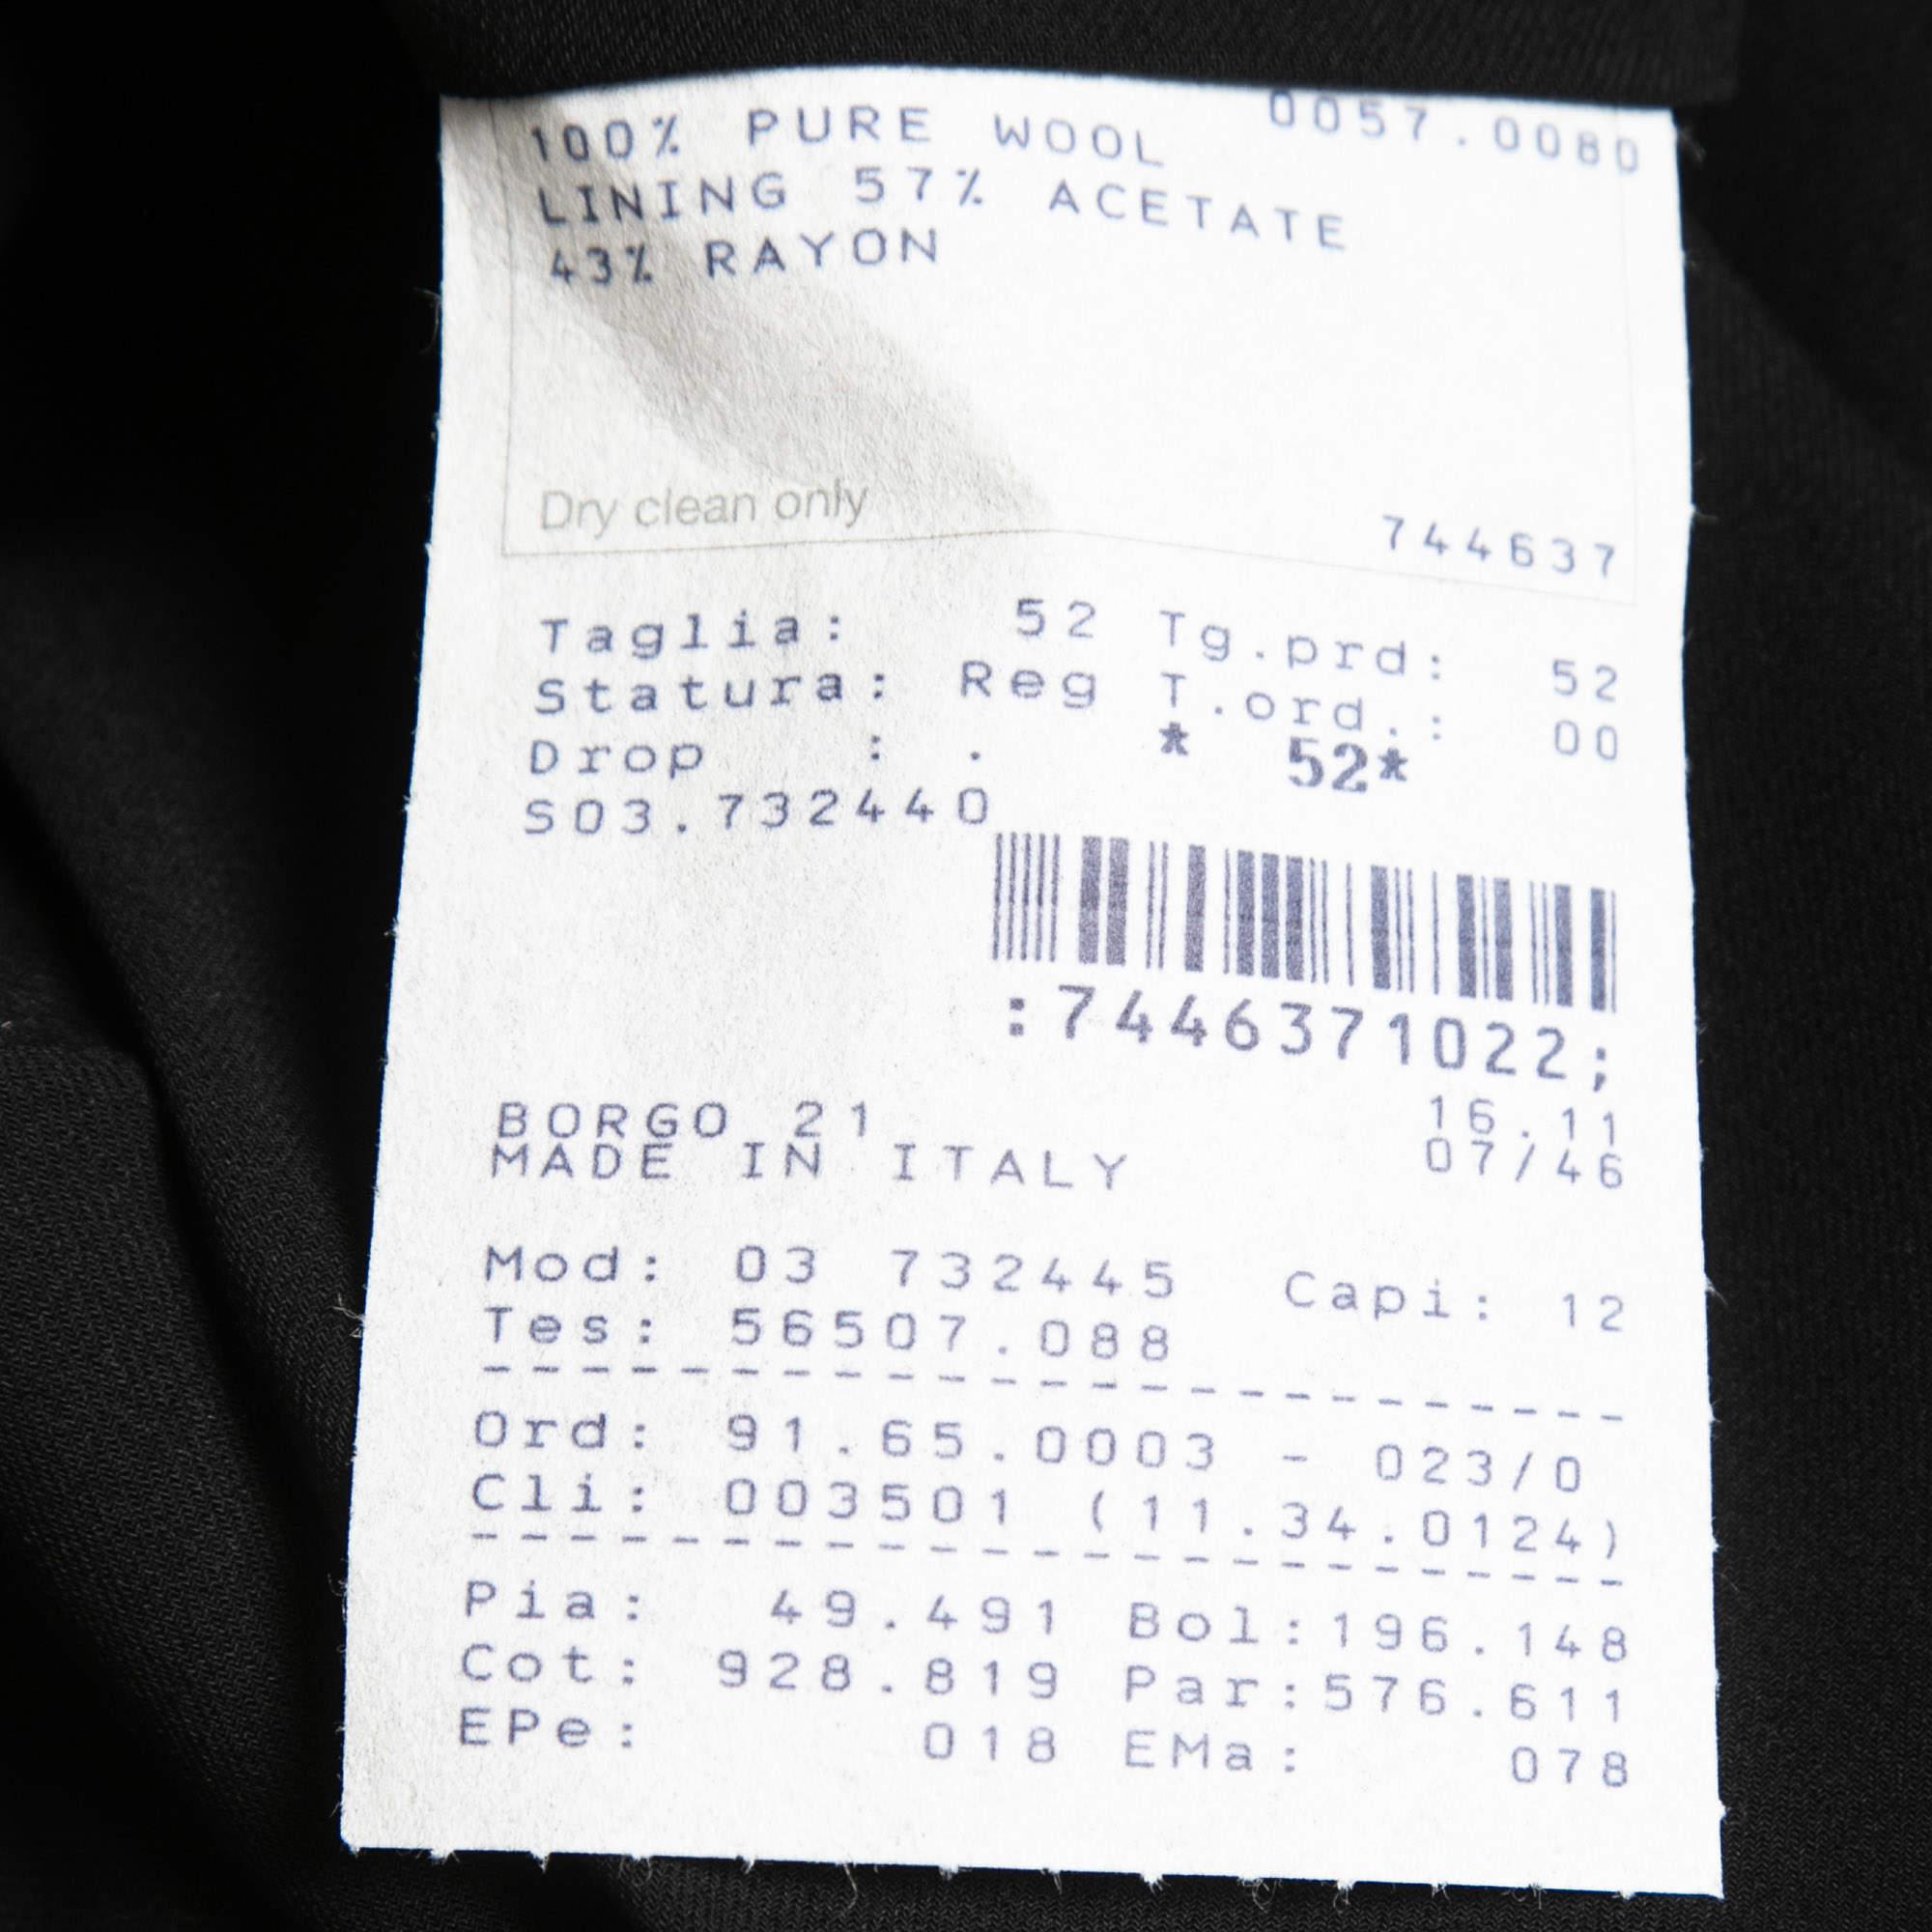 0057.0080
100% PURE WOOL
LINING 57% ACETATE
43% RAYON
Dry clean only
744637
Taglia: 52 Tg.prd: 52
Statura: Reg T.ord.: 00
Drop : . * 52*
S03.732440
:7446371022;
BORGO 21 16.11
MADE IN ITALY 07/46
Mod: 03 732445 Capi: 12
Tes: 56507.088
Ord: 91.65.0003 - 023/0
Cli: 003501 (11.34.0124)
Pia: 49.491 Bol:196.148
Cot: 928.819 Par:576.611
EPe: 018 EMa: 078